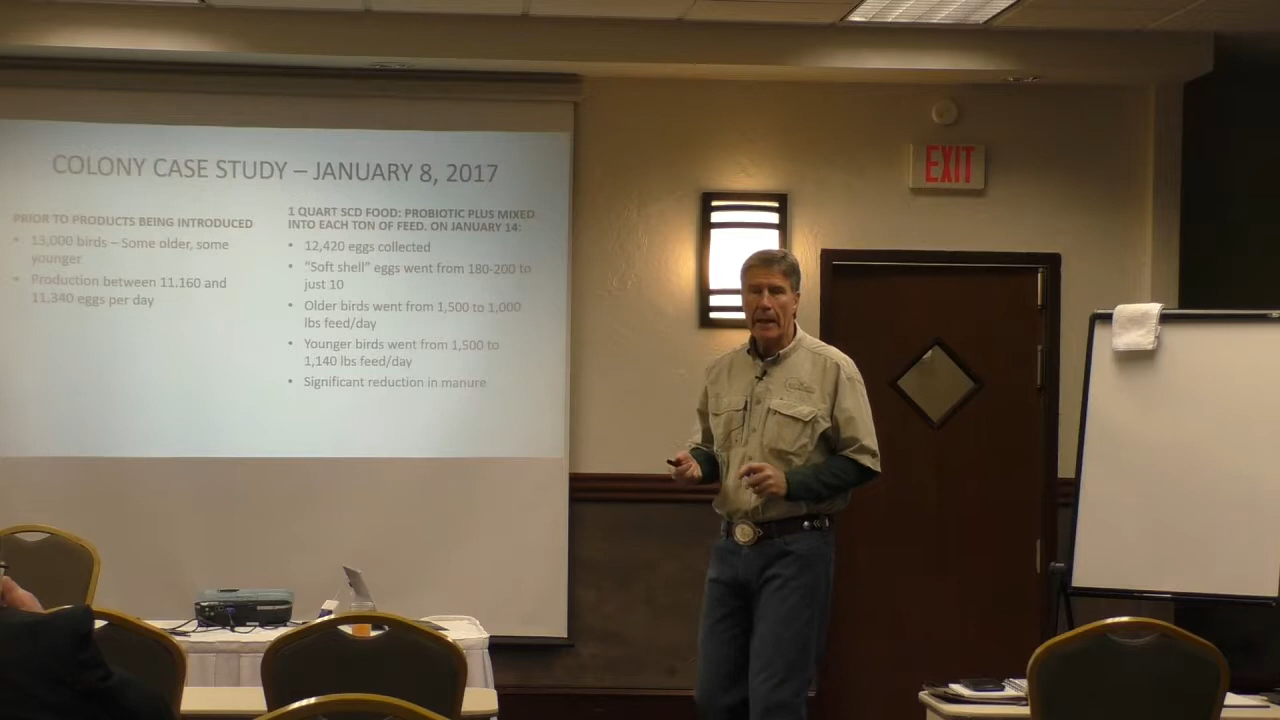 COLONY CASE STUDY – JANUARY 8, 2017
PRIOR TO PRODUCTS BEING INTRODUCED
• 13,000 birds – Some older, some
younger
• Production between 11,160 and
11,340 eggs per day
1 QUART SCD FOOD: PROBIOTIC PLUS MIXED
INTO EACH TON OF FEED. ON JANUARY 14:
• 12,420 eggs collected
• "Soft shell" eggs went from 180-200 to
just 10
• Older birds went from 1,500 to 1,000
lbs feed/day
• Younger birds went from 1,500 to
1,140 lbs feed/day
• Significant reduction in manure
EXIT